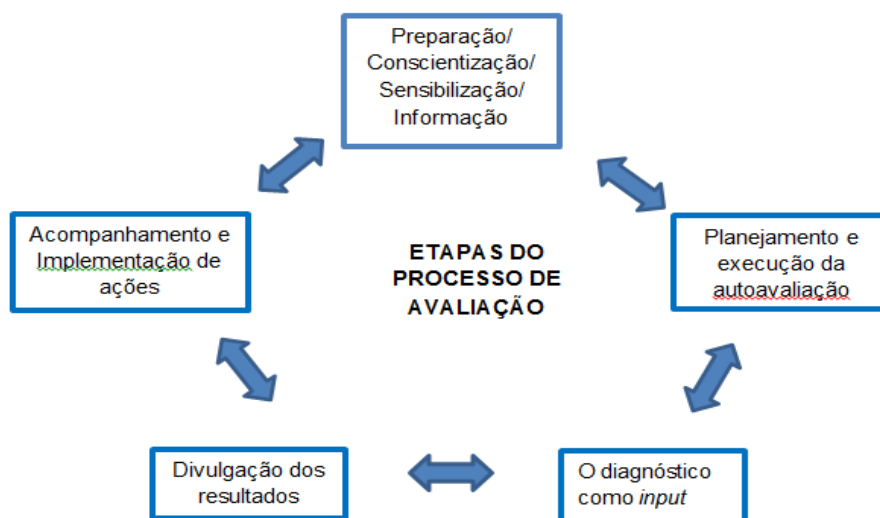 Preparação/
Conscientização/
Sensibilização/
Informação
Acompanhamento e
Implementação de
ações
ETAPAS DO
PROCESSO DE
AVALIAÇÃO
Planejamento e
execução da
autoavaliação
Divulgação dos
resultados
O diagnóstico
como input